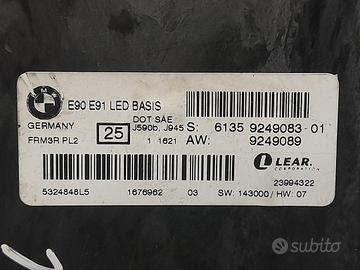 BMW
E90 E91 LED BASIS
GERMANY 25 DOT SAE J590b, J945 S: 6135 9249083-01
FRM3R PL2 1 1621 AW: 9249089
LEAR.
CORPORATION
23994322
5324848L5 1676962 03 SW: 143000/ HW: 07
subito